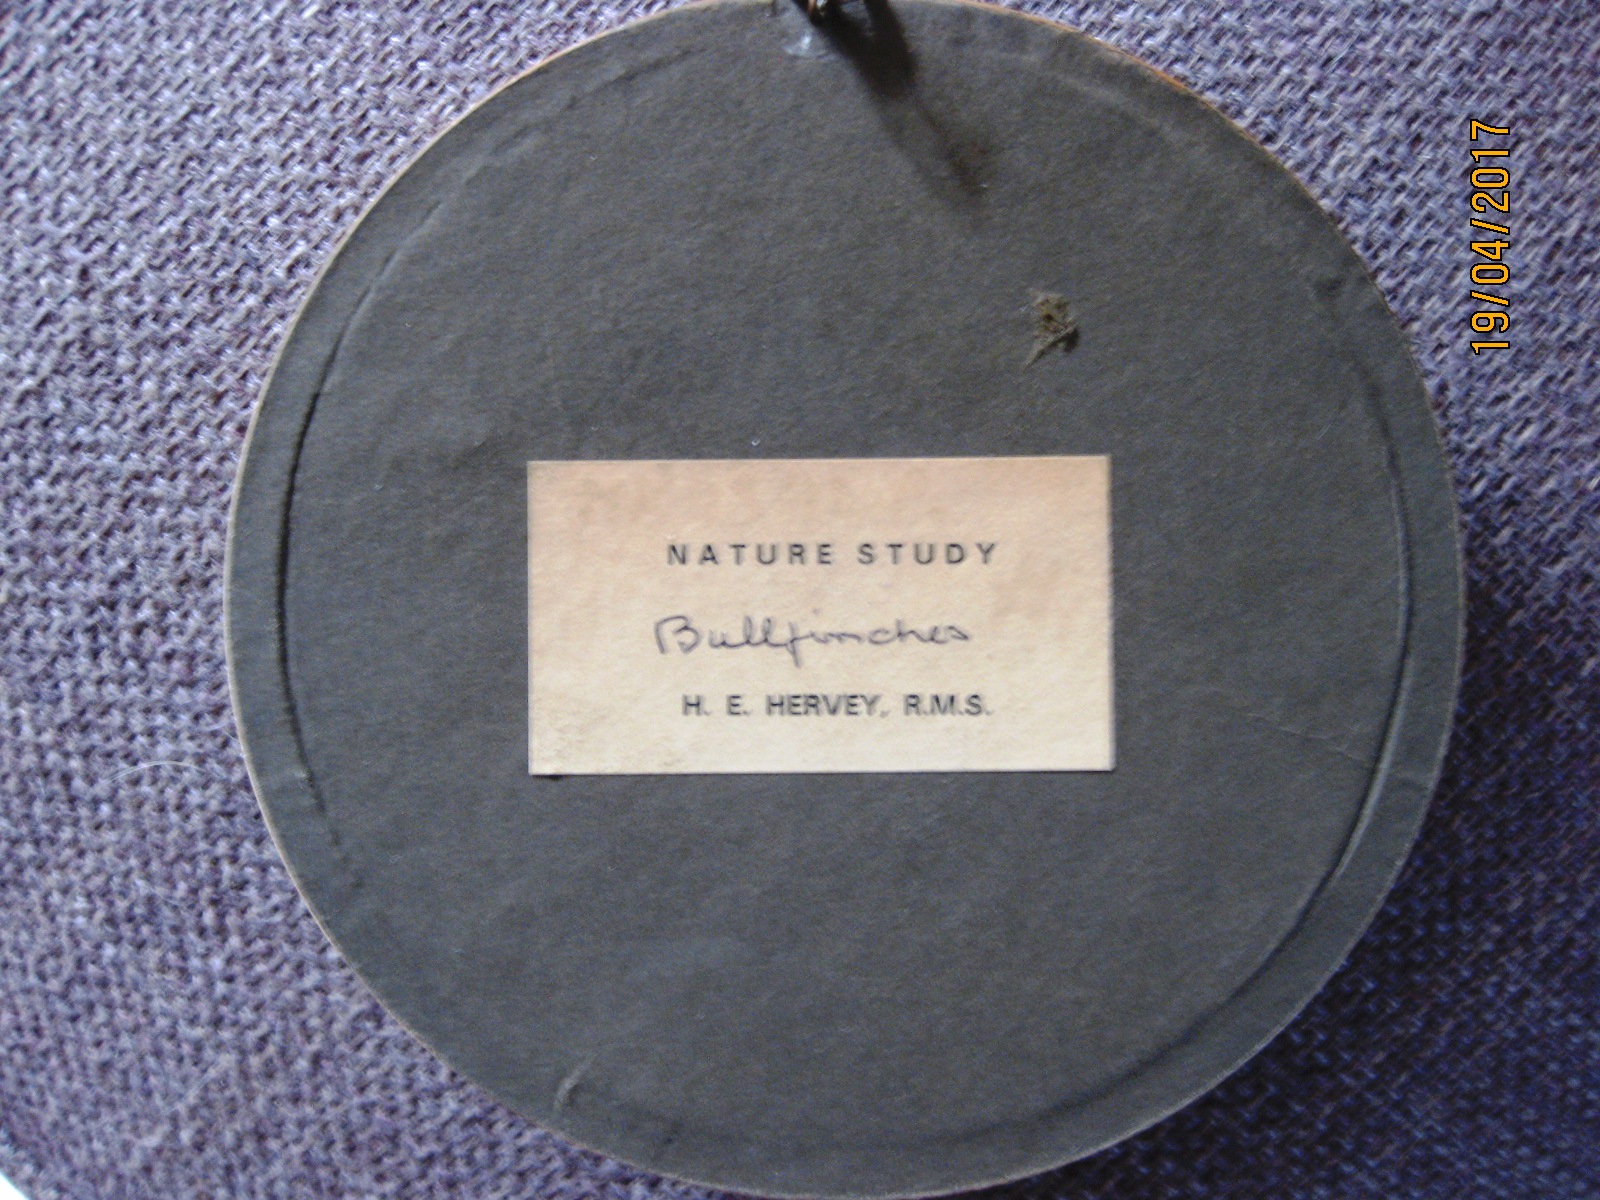 NATURE STUDY
Bullfinches
H. E. HERVEY, R.M.S.
19/04/2017